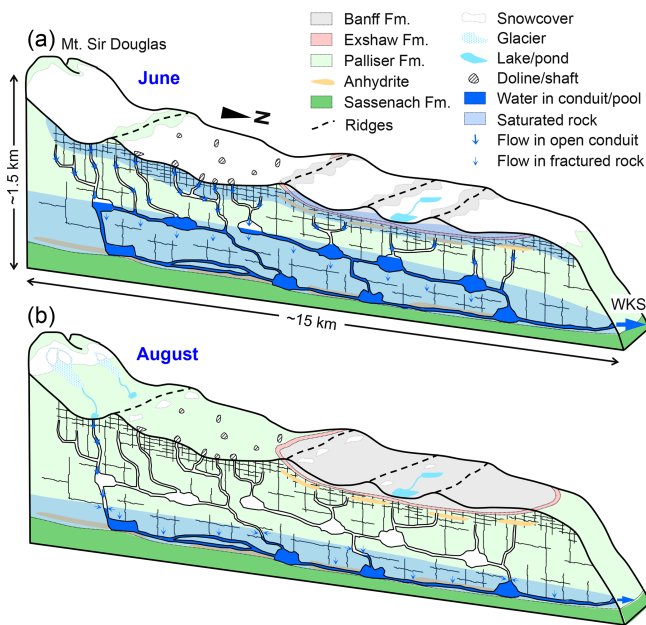 (a)
Mt. Sir Douglas
June
N
Banff Fm.
Exshaw Fm.
Palliser Fm.
Anhydrite
Sassenach Fm.
Ridges
Snowcover
Glacier
Lake/pond
Doline/shaft
Water in conduit/pool
Saturated rock
Flow in open conduit
Flow in fractured rock
~1.5 km
WKS
~15 km
(b)
August